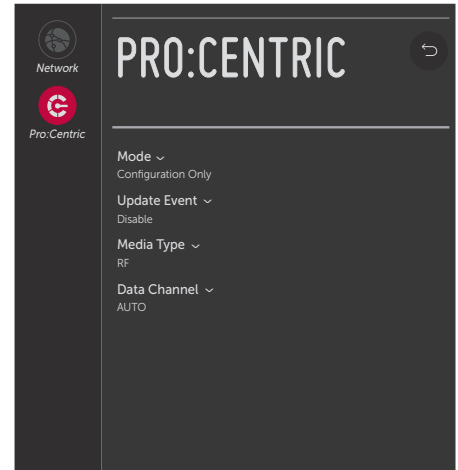 Network
Pro:Centric
PRO:CENTRIC
Mode
Configuration Only
Update Event
Disable
Media Type
RF
Data Channel
AUTO